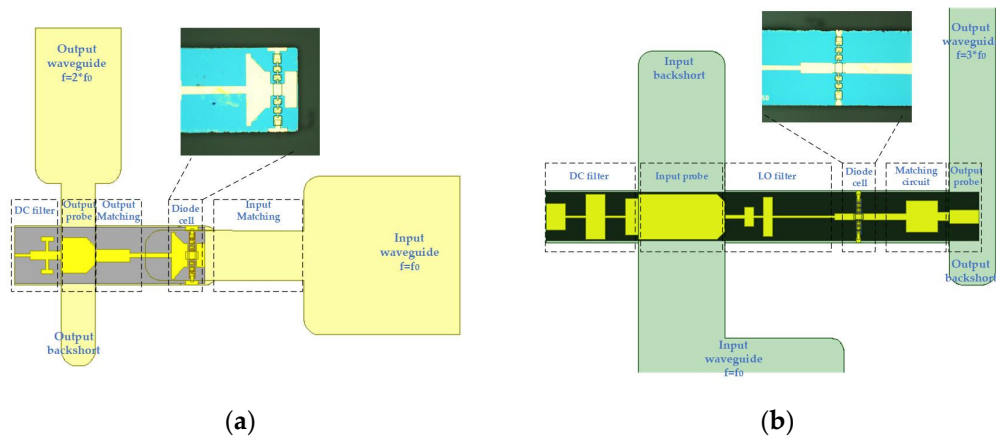 Output
waveguide
f=2*f0
DC filter
Output
probe
Output
Matching
Diode
cell
Input
Matching
Input
waveguide
f=f0
Output
backshort
(a)
Input
backshort
Output
waveguid
f=3*f0
DC filter
Input probe
LO filter
Diode
cell
Matching
circuit
Output
probe
Output
backshort
Input
waveguide
f=f0
(b)